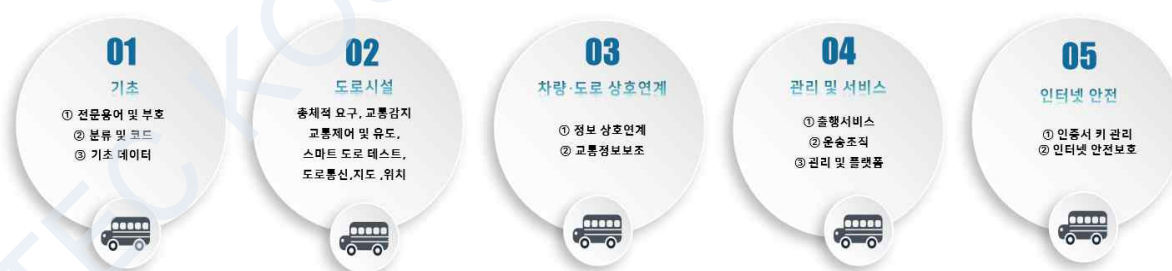 01
기초
① 전문용어 및 부호
② 분류 및 코드
③ 기초 데이터
02
도로시설
총체적 요구, 교통감지
교통제어 및 유도,
스마트 도로 테스트,
도로통신,지도 ,위치
03
차량·도로 상호연계
① 정보 상호연계
② 교통정보보조
04
관리 및 서비스
① 출행서비스
② 운송조직
③ 관리 및 플랫폼
05
인터넷 안전
① 인증서 키 관리
② 인터넷 안전보호